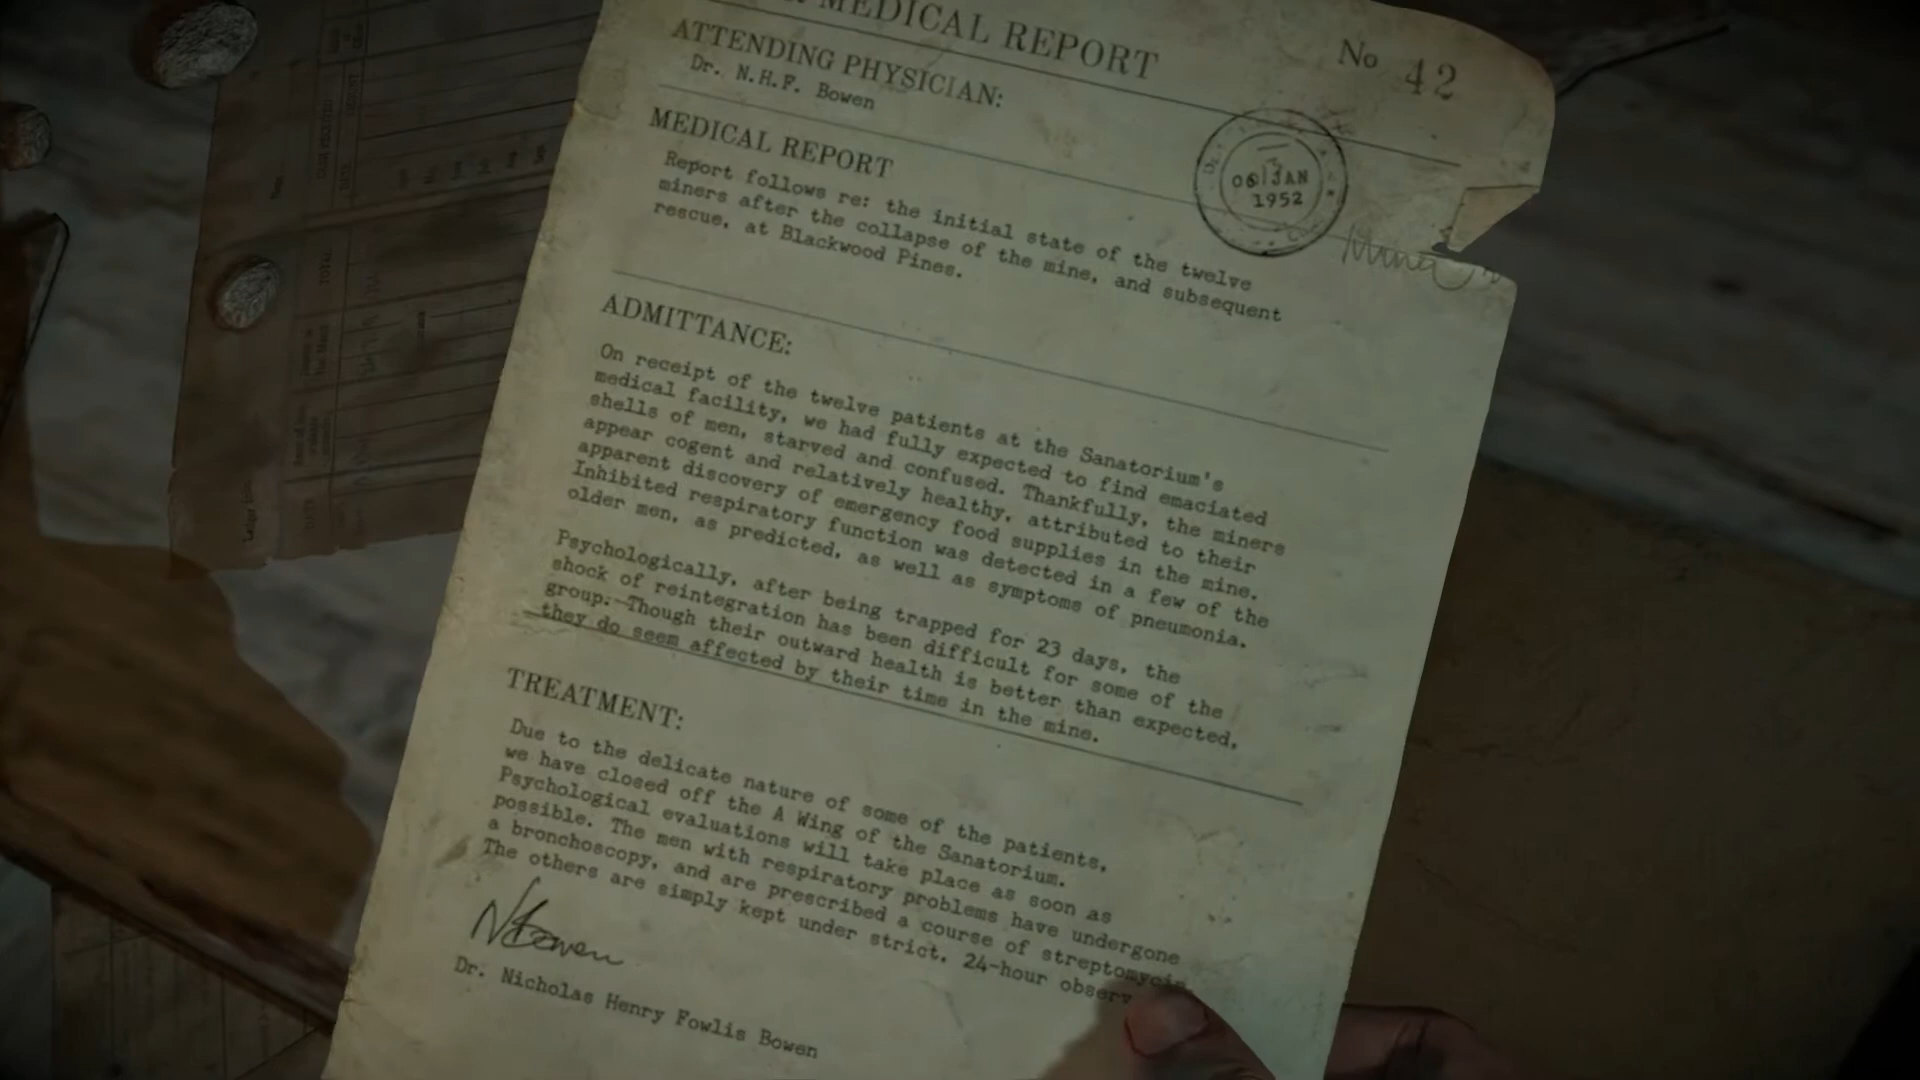 MEDICAL REPORT
No 42
ATTENDING PHYSICIAN:
Dr. N.H.F. Bowen
MEDICAL REPORT
JAN
1952
Report follows re: the initial state of the twelve
miners after the collapse of the mine, and subsequent
rescue, at Blackwood Pines.
ADMITTANCE:
On receipt of the twelve patients at the Sanatorium's
medical facility, we had fully expected to find emaciated
shells of men, starved and confused. Thankfully, the miners
appear cogent and relatively healthy, attributed to their
apparent discovery of emergency food supplies in the mine.
Inhibited respiratory function was detected in a few of the
older men, as predicted, as well as symptoms of pneumonia.
Psychologically, after being trapped for 23 days, the
shock of reintegration has been difficult for some of the
group. Though their outward health is better than expected,
they do seem affected by their time in the mine.
TREATMENT:
Due to the delicate nature of some of the patients,
we have closed off the A Wing of the Sanatorium.
Psychological evaluations will take place as soon as
possible. The men with respiratory problems have undergone
a bronchoscopy, and are prescribed a course of streptomycin.
The others are simply kept under strict, 24-hour observ
NBowen
Dr. Nicholas Henry Fowlis Bowen
TOTAL